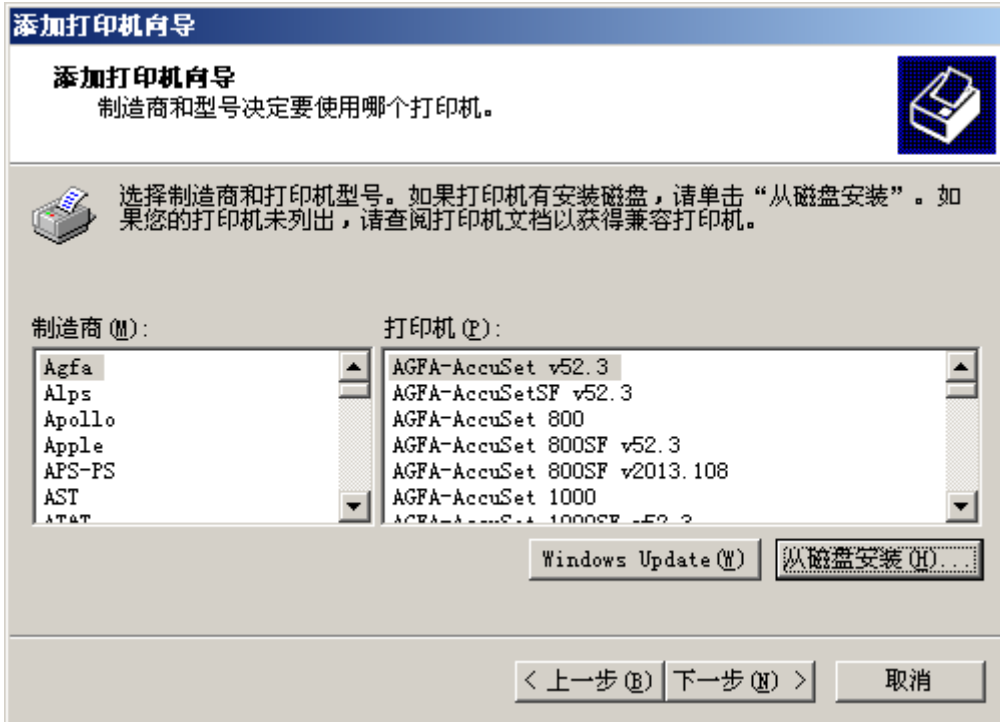 添加打印机向导
添加打印机向导
制造商和型号决定要使用哪个打印机。
选择制造商和打印机型号。如果打印机有安装磁盘，请单击“从磁盘安装”。如
果您的打印机未列出，请查阅打印机文档以获得兼容打印机。
制造商(M):
打印机(P):
Agfa
Alps
Apollo
Apple
APS-PS
AST
AT&T
AGFA-AccuSet v52.3
AGFA-AccuSetSF v52.3
AGFA-AccuSet 800
AGFA-AccuSet 800SF v52.3
AGFA-AccuSet 800SF v2013.108
AGFA-AccuSet 1000
AGFA-AccuSet 1000SF v52.3
Windows Update(W)
从磁盘安装(H)...
< 上一步(B)
下一步(N) >
取消